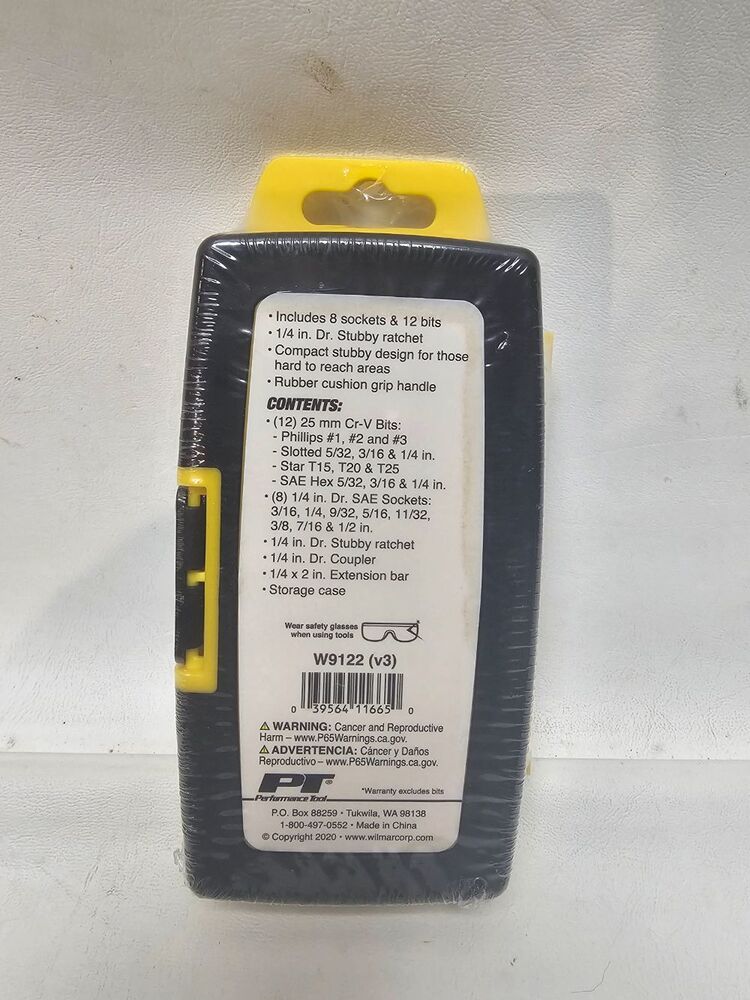 • Includes 8 sockets & 12 bits
• 1/4 in. Dr. Stubby ratchet
• Compact stubby design for those
hard to reach areas
• Rubber cushion grip handle
CONTENTS:
• (12) 25 mm Cr-V Bits:
- Phillips #1, #2 and #3
- Slotted 5/32, 3/16 & 1/4 in.
- Star T15, T20 & T25
- SAE Hex 5/32, 3/16 & 1/4 in.
• (8) 1/4 in. Dr. SAE Sockets:
3/16, 1/4, 9/32, 5/16, 11/32,
3/8, 7/16 & 1/2 in.
• 1/4 in. Dr. Stubby ratchet
• 1/4 in. Dr. Coupler
• 1/4 x 2 in. Extension bar
• Storage case
Wear safety glasses
when using tools
W9122 (v3)
0 39564 11665 0
⚠ WARNING: Cancer and Reproductive
Harm – www.P65Warnings.ca.gov.
⚠ ADVERTENCIA: Cáncer y Daños
Reproductivo – www.P65Warnings.ca.gov.
PT®
Performance Tool
*Warranty excludes bits
P.O. Box 88259 • Tukwila, WA 98138
1-800-497-0552 • Made in China
© Copyright 2020 • www.wilmarcorp.com